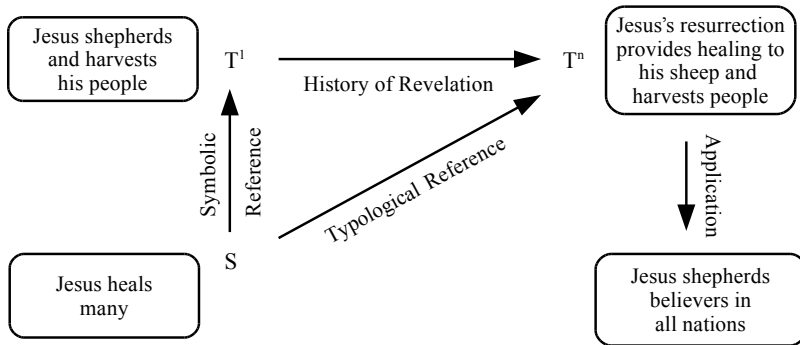 Jesus shepherds
and harvests
his people
T¹
History of Revelation
Tⁿ
Jesus's resurrection
provides healing to
his sheep and
harvests people
Symbolic
Reference
Typological Reference
Application
S
Jesus heals
many
Jesus shepherds
believers in
all nations